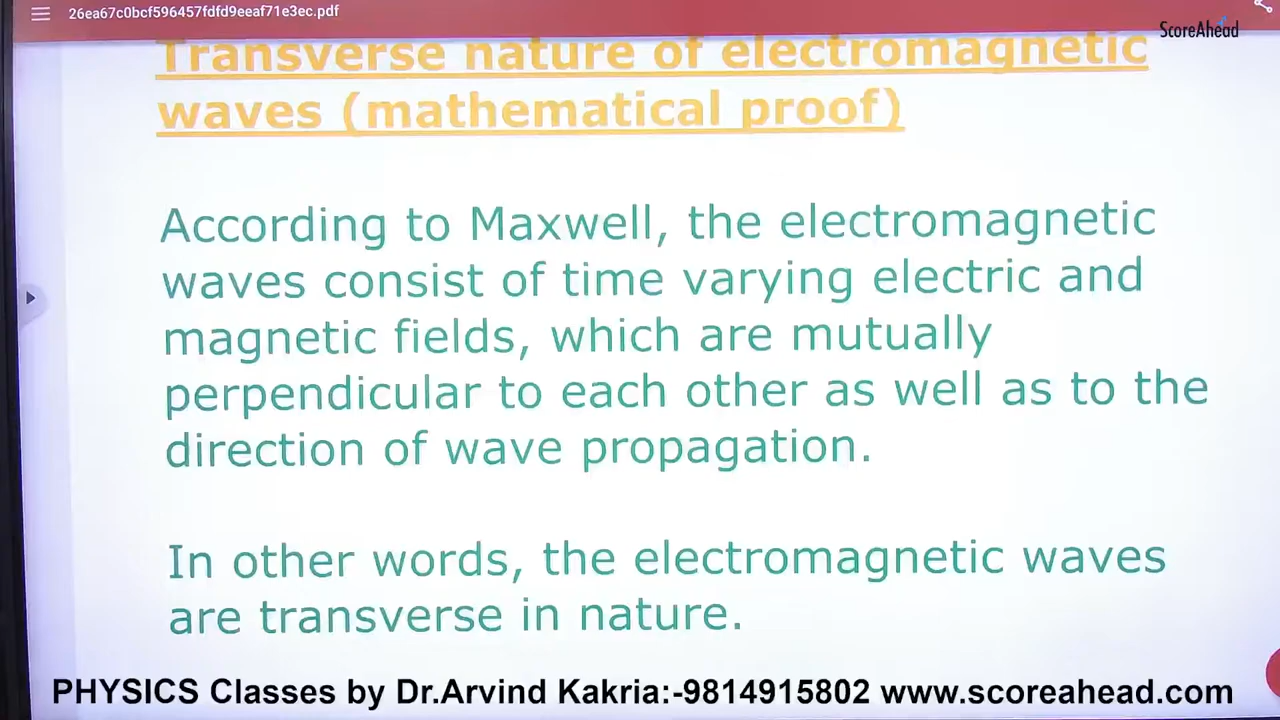 26ea67c0bcf596457fdfd9eeaf71e3ec.pdf
ScoreAhead
Transverse nature of electromagnetic
waves (mathematical proof)
According to Maxwell, the electromagnetic
waves consist of time varying electric and
magnetic fields, which are mutually
perpendicular to each other as well as to the
direction of wave propagation.
In other words, the electromagnetic waves
are transverse in nature.
PHYSICS Classes by Dr.Arvind Kakria:-9814915802 www.scoreahead.com